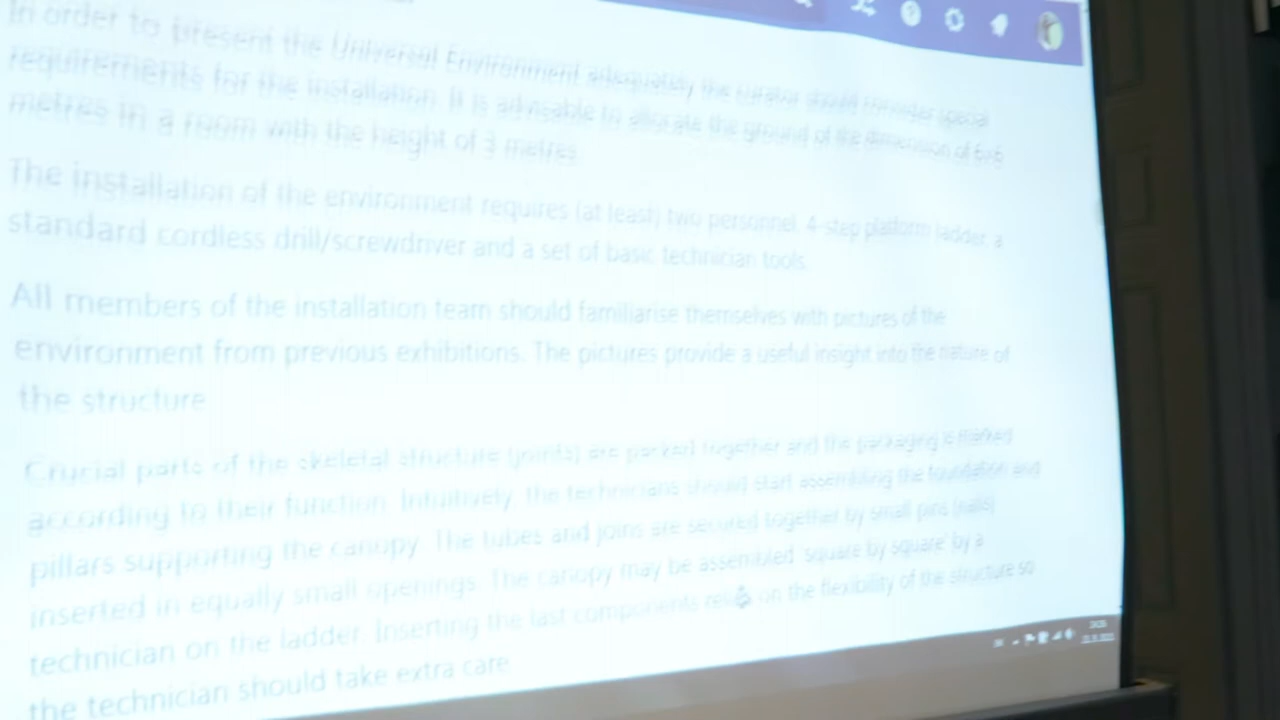 In order to present the Universal Environment adequately the curator should consider special
requirements for the installation. It is advisable to allocate the ground of the dimension of 6x6
metres in a room with the height of 3 metres.
The installation of the environment requires (at least) two personnel, 4-step platform ladder, a
standard cordless drill/screwdriver and a set of basic technician tools.
All members of the installation team should familiarise themselves with pictures of the
environment from previous exhibitions. The pictures provide a useful insight into the nature of
the structure
Crucial parts of the skeletal structure (joints) are packed together and the packaging is marked
according to their function. Intuitively, the technicians should start assembling the foundation and
pillars supporting the canopy. The tubes and joins are secured together by small pins (nails)
inserted in equally small openings. The canopy may be assembled 'square by square' by a
technician on the ladder. Inserting the last components relies on the flexibility of the structure so
the technician should take extra care